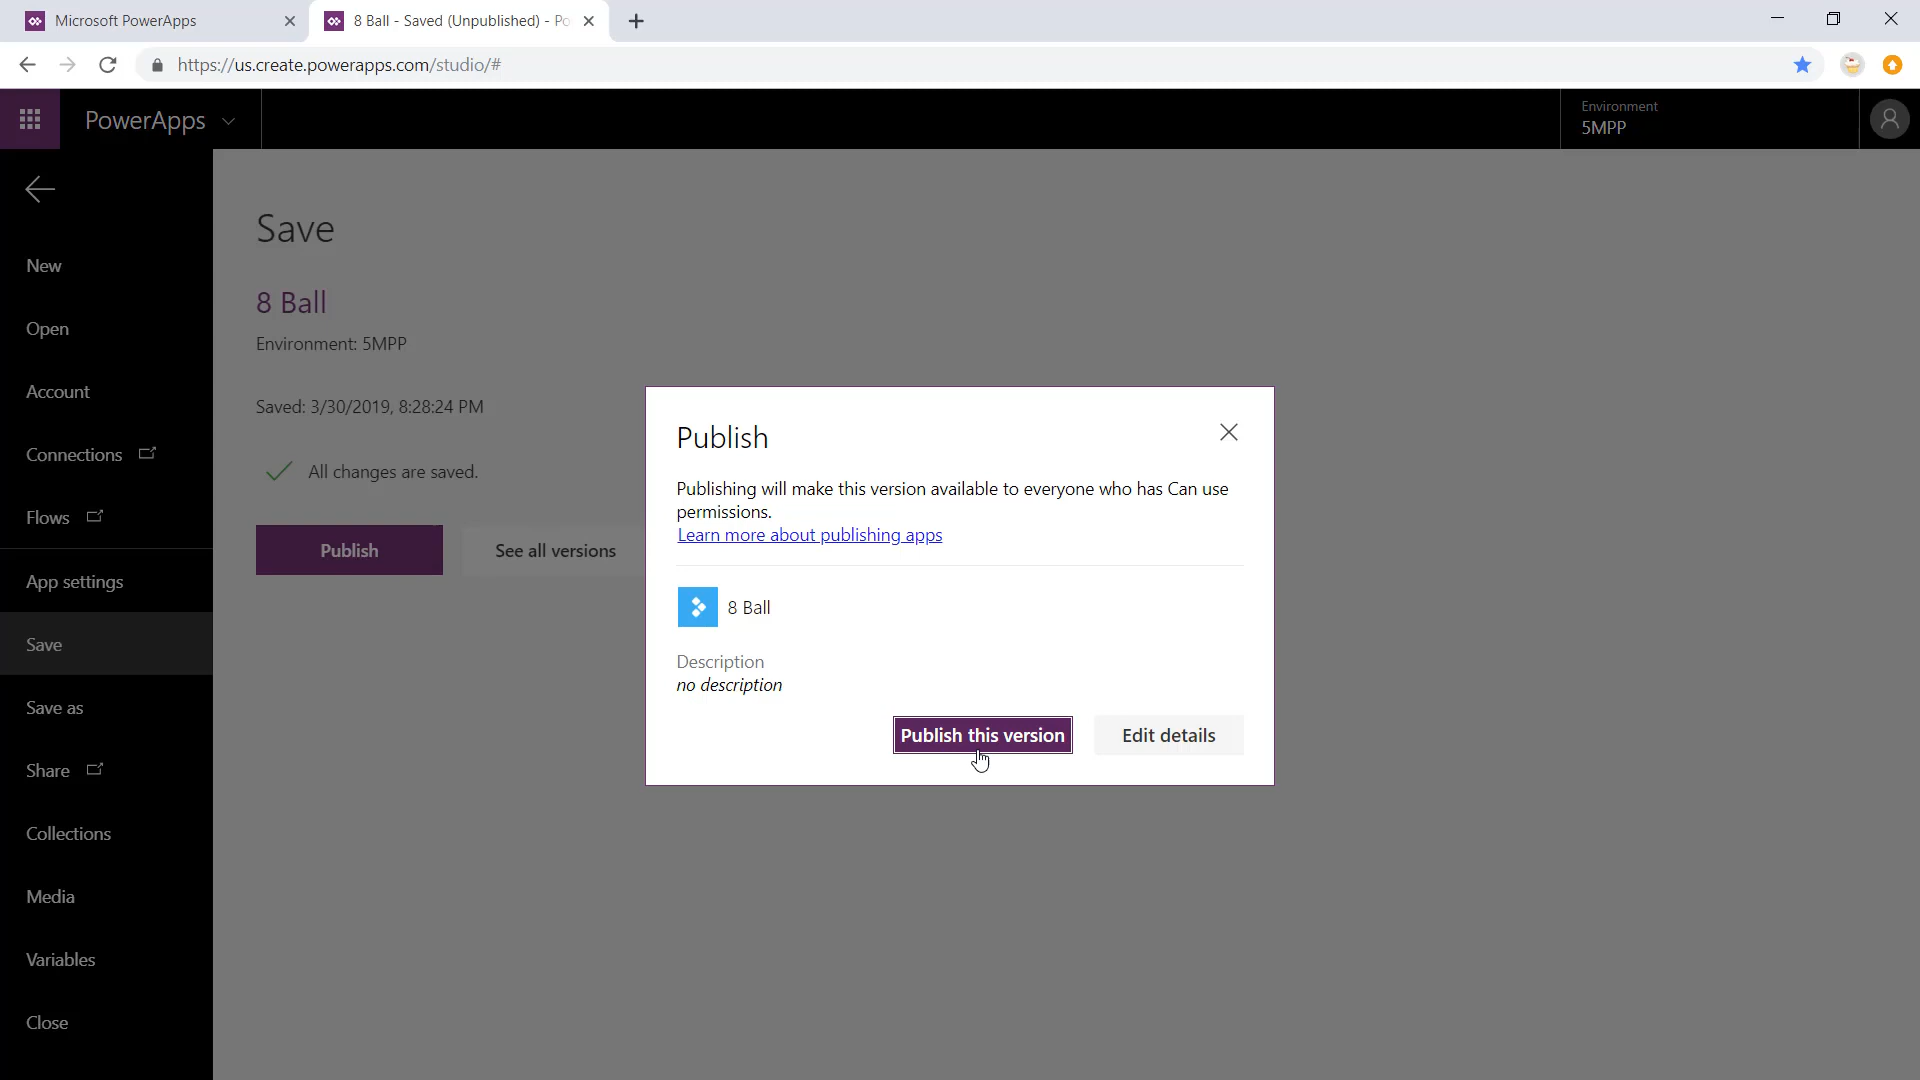 Microsoft PowerApps
8 Ball - Saved (Unpublished) - Po
https://us.create.powerapps.com/studio/#
PowerApps
Environment
5MPP
Save
New
8 Ball
Open
Environment: 5MPP
Account
Saved: 3/30/2019, 8:28:24 PM
Publish
Connections
All changes are saved.
Publishing will make this version available to everyone who has Can use
permissions.
Flows
Learn more about publishing apps
Publish
See all versions
App settings
8 Ball
Save
Description
no description
Save as
Publish this version
Edit details
Share
Collections
Media
Variables
Close